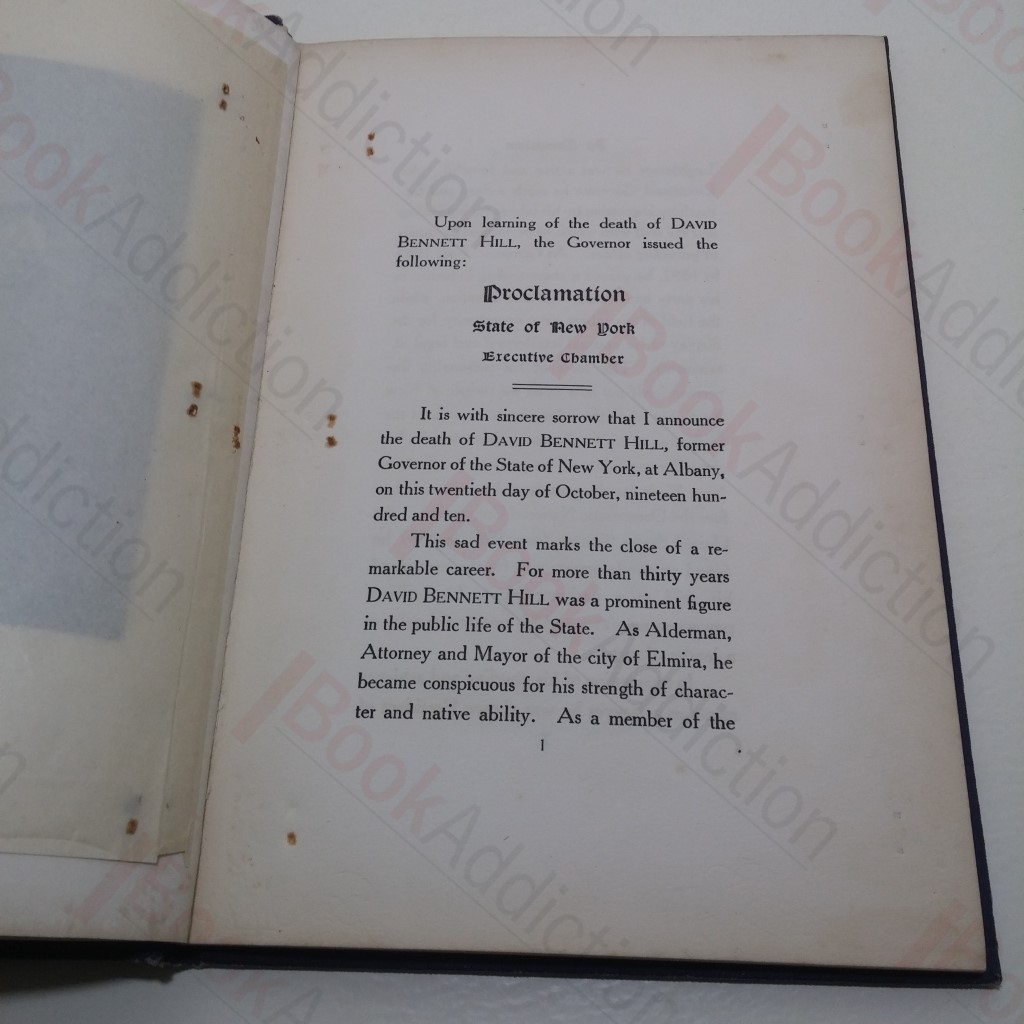 Upon learning of the death of DAVID
BENNETT HILL, the Governor issued the
following:
Proclamation
State of New York
Executive Chamber
It is with sincere sorrow that I announce
the death of DAVID BENNETT HILL, former
Governor of the State of New York, at Albany,
on this twentieth day of October, nineteen hun-
dred and ten.
This sad event marks the close of a re-
markable career. For more than thirty years
DAVID BENNETT HILL was a prominent figure
in the public life of the State. As Alderman,
Attorney and Mayor of the city of Elmira, he
became conspicuous for his strength of charac-
ter and native ability. As a member of the
1
BookAddiction